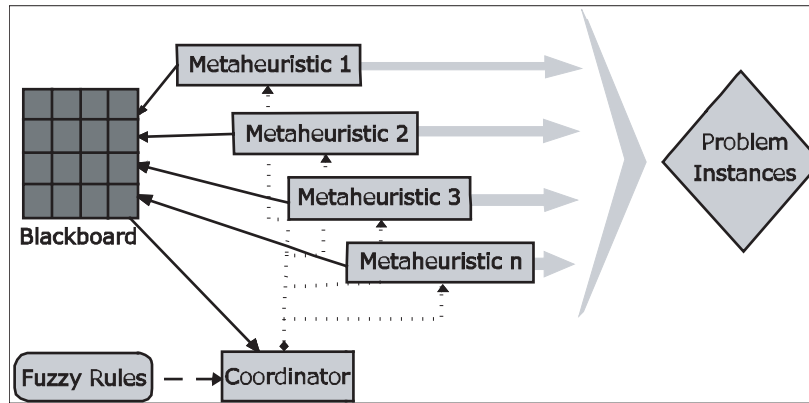 Metaheuristic 1
Metaheuristic 2
Metaheuristic 3
Metaheuristic n
Blackboard
Problem
Instances
Fuzzy Rules
Coordinator